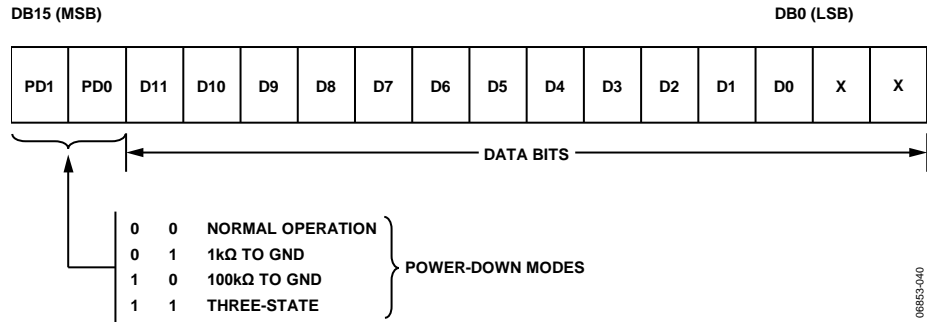 DB15 (MSB) DB0 (LSB)
PD1 PD0 D11 D10 D9 D8 D7 D6 D5 D4 D3 D2 D1 D0 X X
DATA BITS
0 0 NORMAL OPERATION
0 1 1kΩ TO GND
1 0 100kΩ TO GND
1 1 THREE-STATE
POWER-DOWN MODES
06853-040